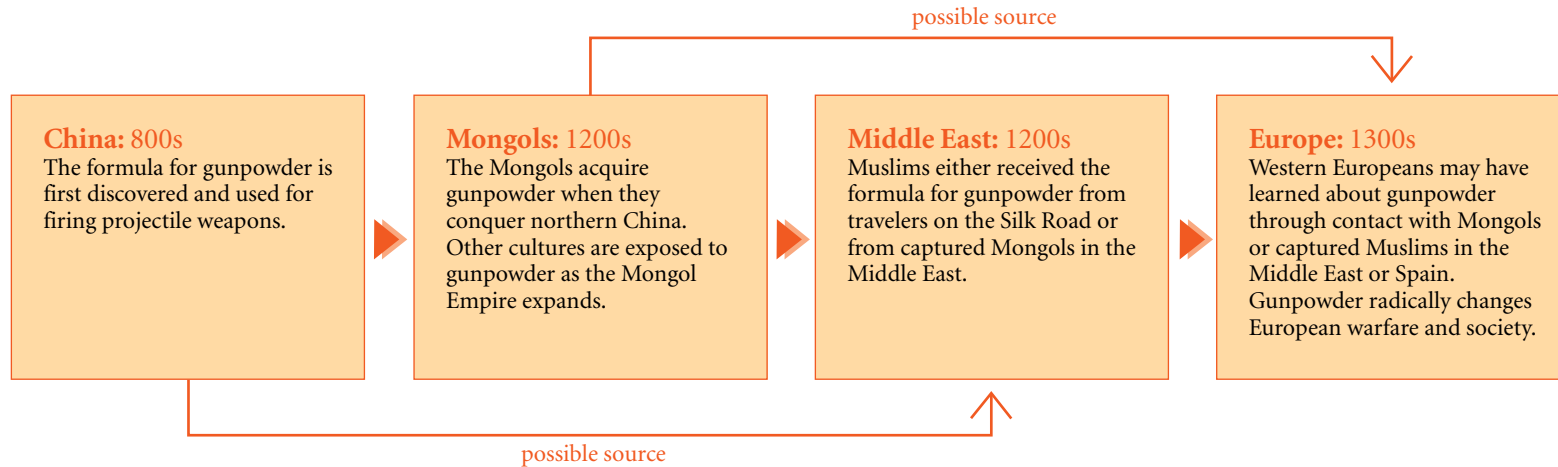 possible source
China: 800s
The formula for gunpowder is
first discovered and used for
firing projectile weapons.
Mongols: 1200s
The Mongols acquire
gunpowder when they
conquer northern China.
Other cultures are exposed to
gunpowder as the Mongol
Empire expands.
Middle East: 1200s
Muslims either received the
formula for gunpowder from
travelers on the Silk Road or
from captured Mongols in the
Middle East.
Europe: 1300s
Western Europeans may have
learned about gunpowder
through contact with Mongols
or captured Muslims in the
Middle East or Spain.
Gunpowder radically changes
European warfare and society.
possible source